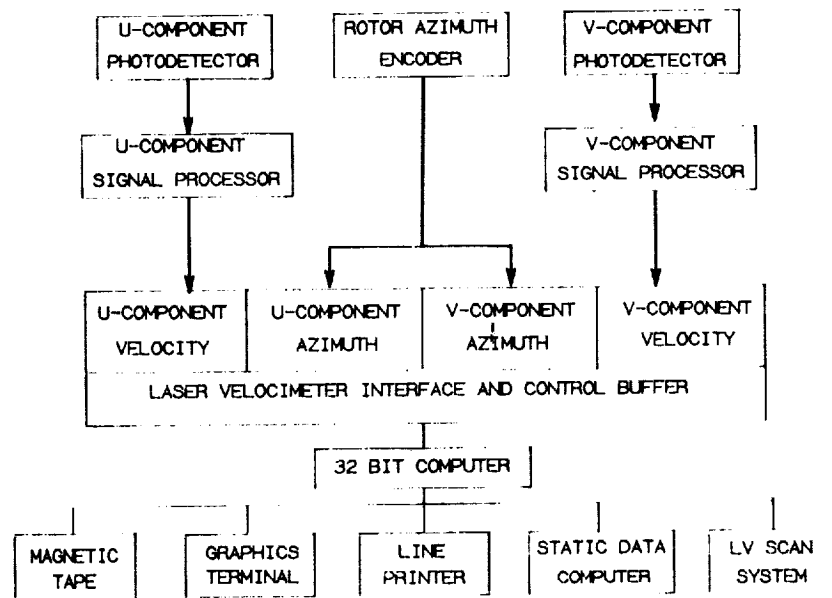 U-COMPONENT
PHOTODETECTOR
ROTOR AZIMUTH
ENCODER
V-COMPONENT
PHOTODETECTOR
U-COMPONENT
SIGNAL PROCESSOR
V-COMPONENT
SIGNAL PROCESSOR
U-COMPONENT
VELOCITY
U-COMPONENT
AZIMUTH
V-COMPONENT
AZIMUTH
V-COMPONENT
VELOCITY
LASER VELOCIMETER INTERFACE AND CONTROL BUFFER
32 BIT COMPUTER
MAGNETIC
TAPE
GRAPHICS
TERMINAL
LINE
PRINTER
STATIC DATA
COMPUTER
LV SCAN
SYSTEM